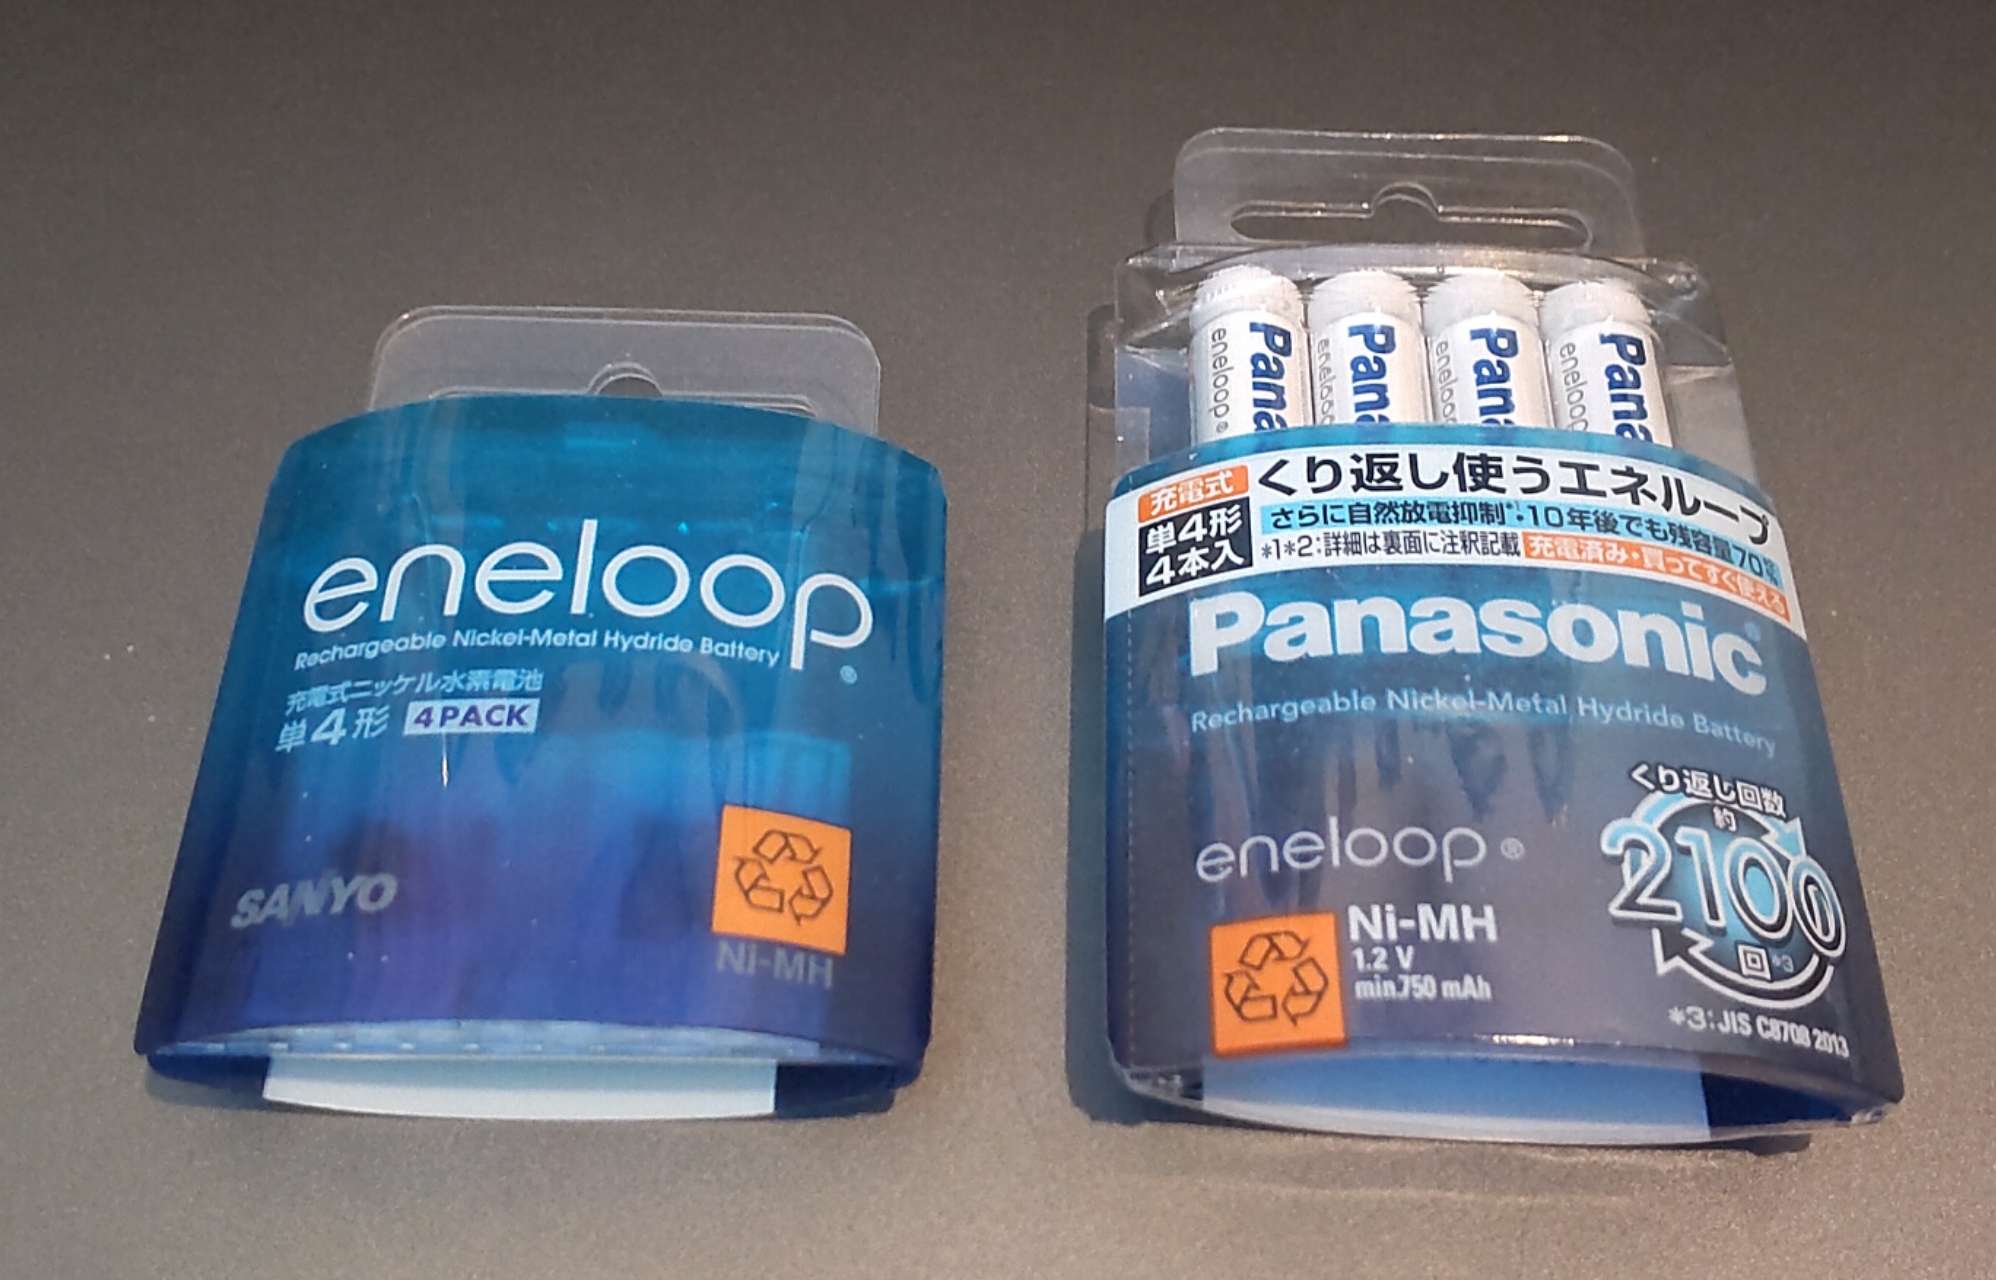 eneloop
Rechargeable Nickel-Metal Hydride Battery
®
充電式ニッケル水素電池
単4形 4PACK
SANYO
Ni-MH
Pana
eneloop®
Pana
eneloop
Pana
eneloop
Pana
eneloop
充電式
単4形
4本入
くり返し使うエネループ
さらに自然放電抑制*1・10年後でも残容量70%
*1*2:詳細は裏面に注釈記載 充電済み・買ってすぐ使える
Panasonic
Rechargeable Nickel-Metal Hydride Battery
くり返し回数
約
2100
回*3
eneloop®
Ni-MH
1.2 V
min.750 mAh
*3:JIS C8708 2013